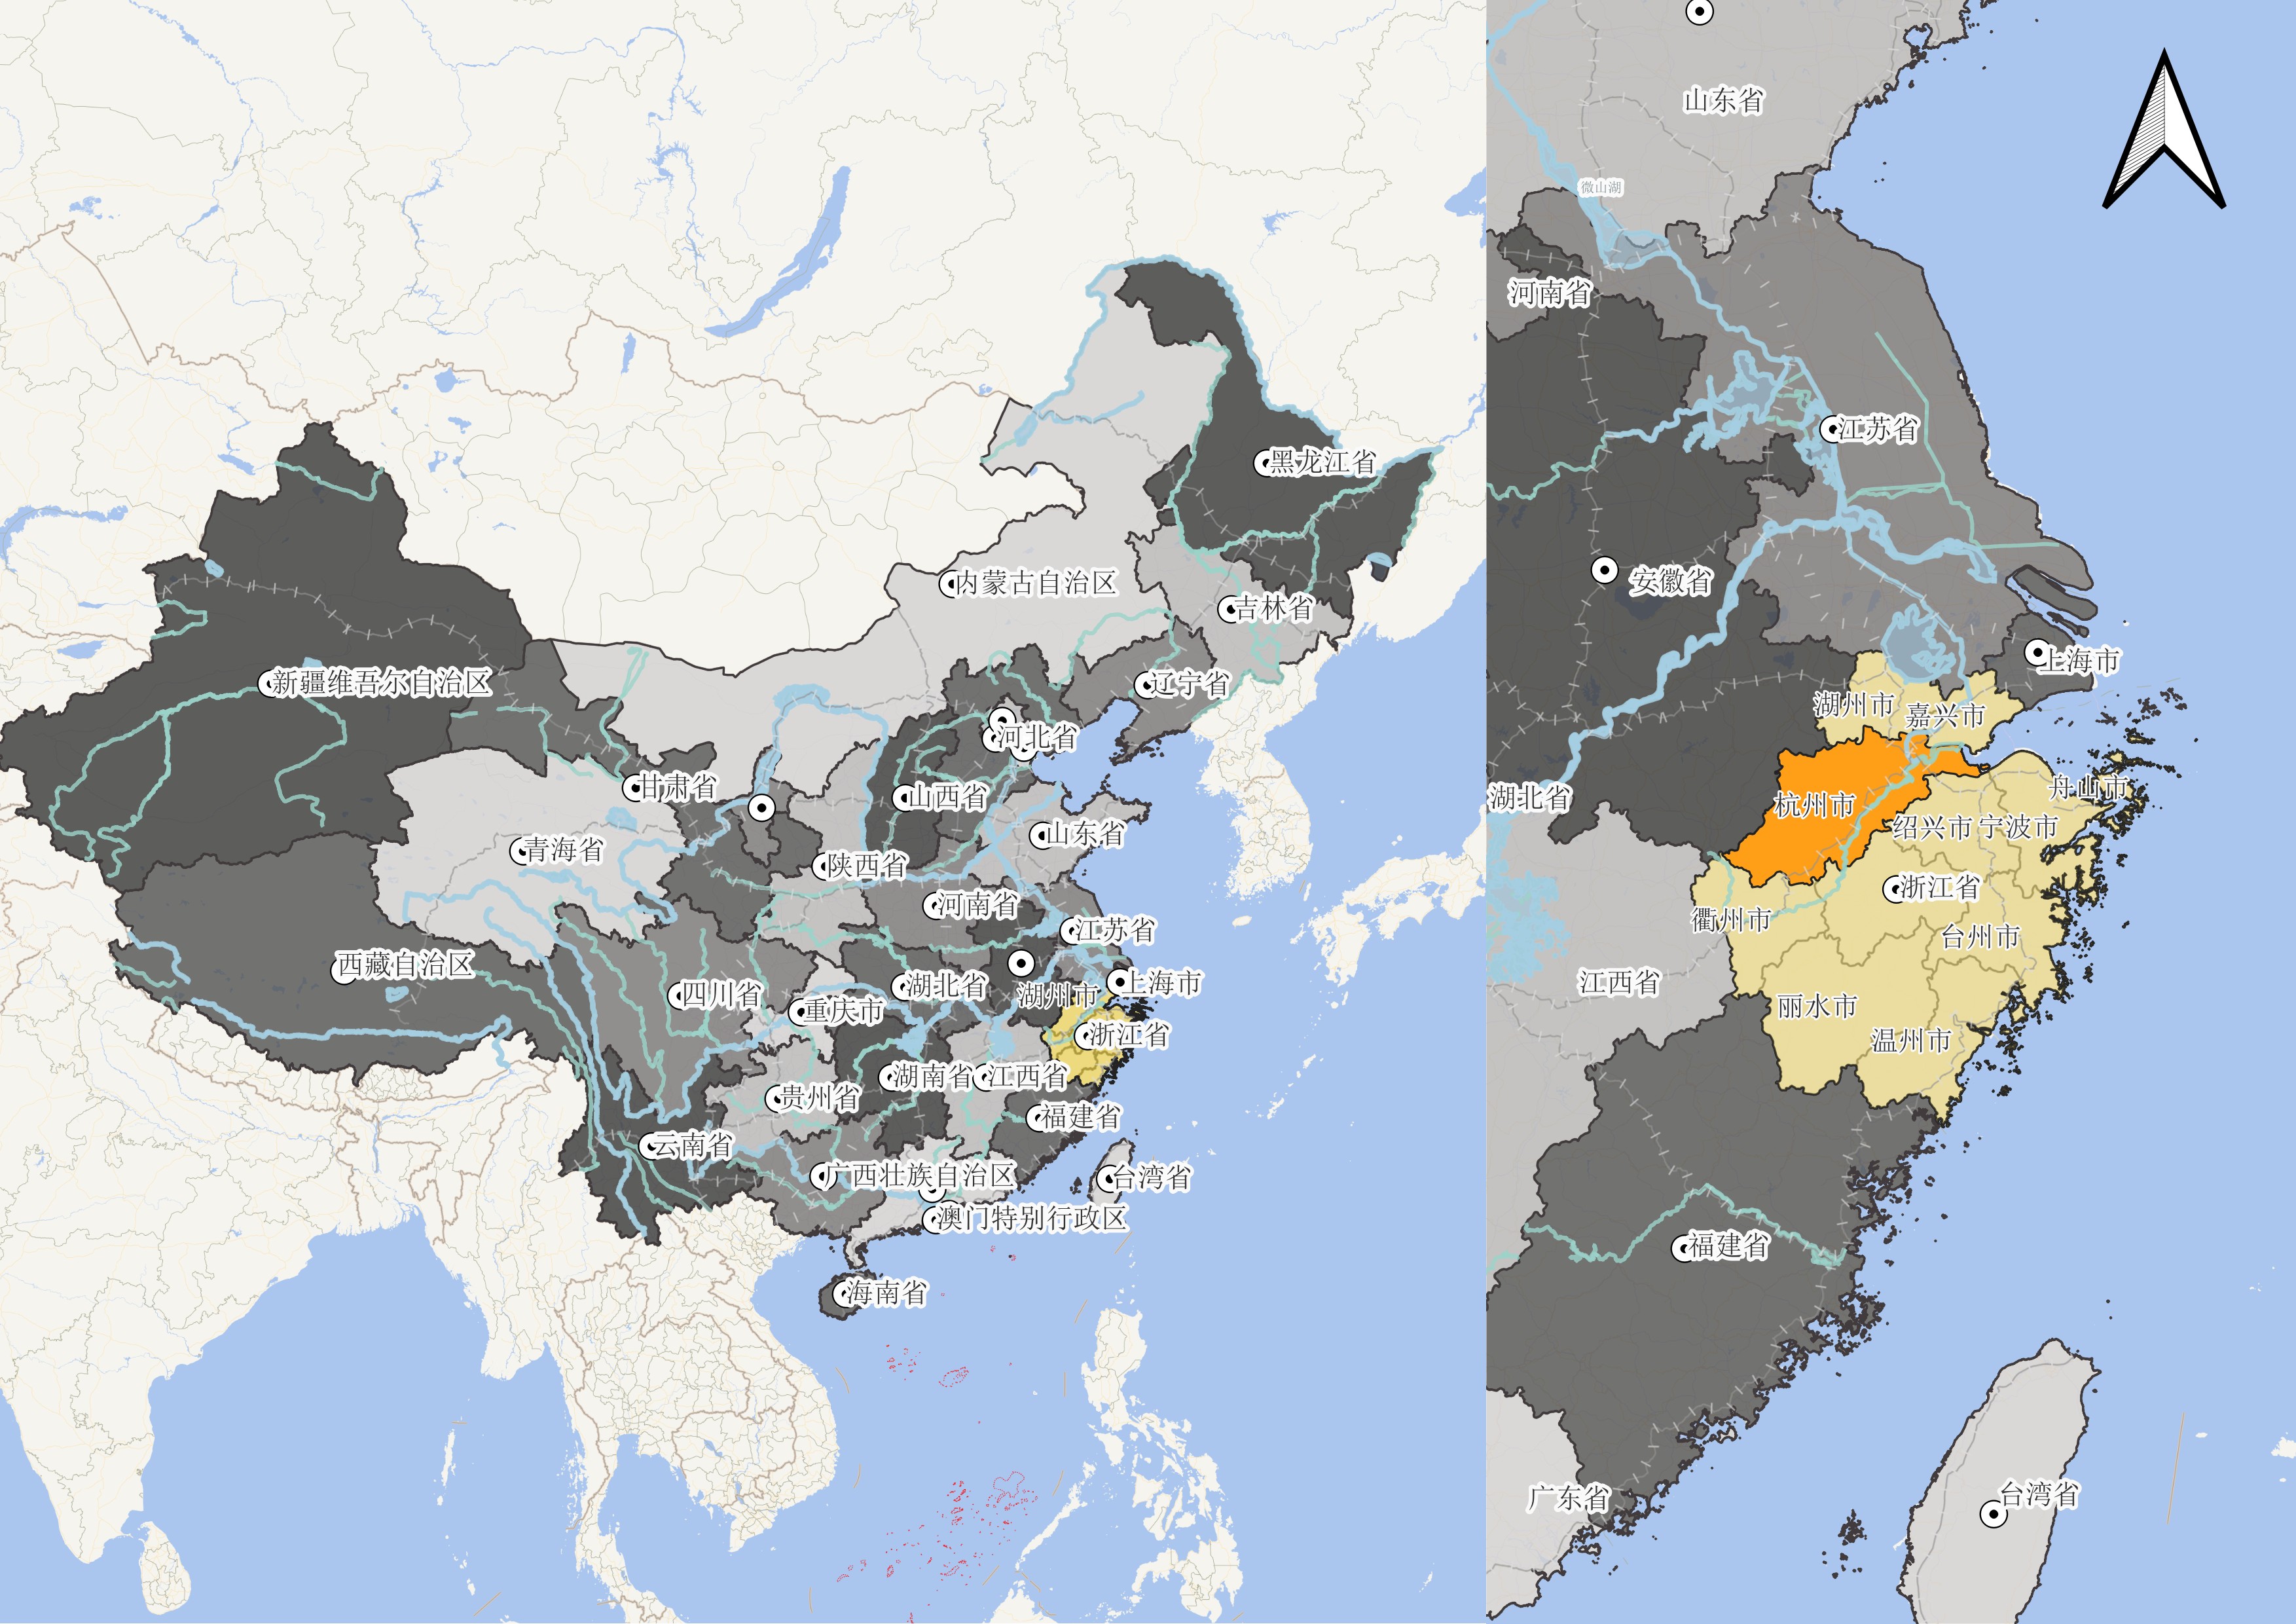 黑龙江省
内蒙古自治区
吉林省
新疆维吾尔自治区
辽宁省
河北省
甘肃省
山西省
山东省
青海省
陕西省
河南省
江苏省
西藏自治区
四川省
湖北省
湖州市
上海市
重庆市
浙江省
湖南省
江西省
贵州省
福建省
云南省
广西壮族自治区
台湾省
澳门特别行政区
海南省
山东省
微山湖
河南省
江苏省
安徽省
上海市
湖州市
嘉兴市
舟山市
湖北省
杭州市
绍兴市
宁波市
浙江省
衢州市
台州市
江西省
丽水市
温州市
福建省
广东省
台湾省